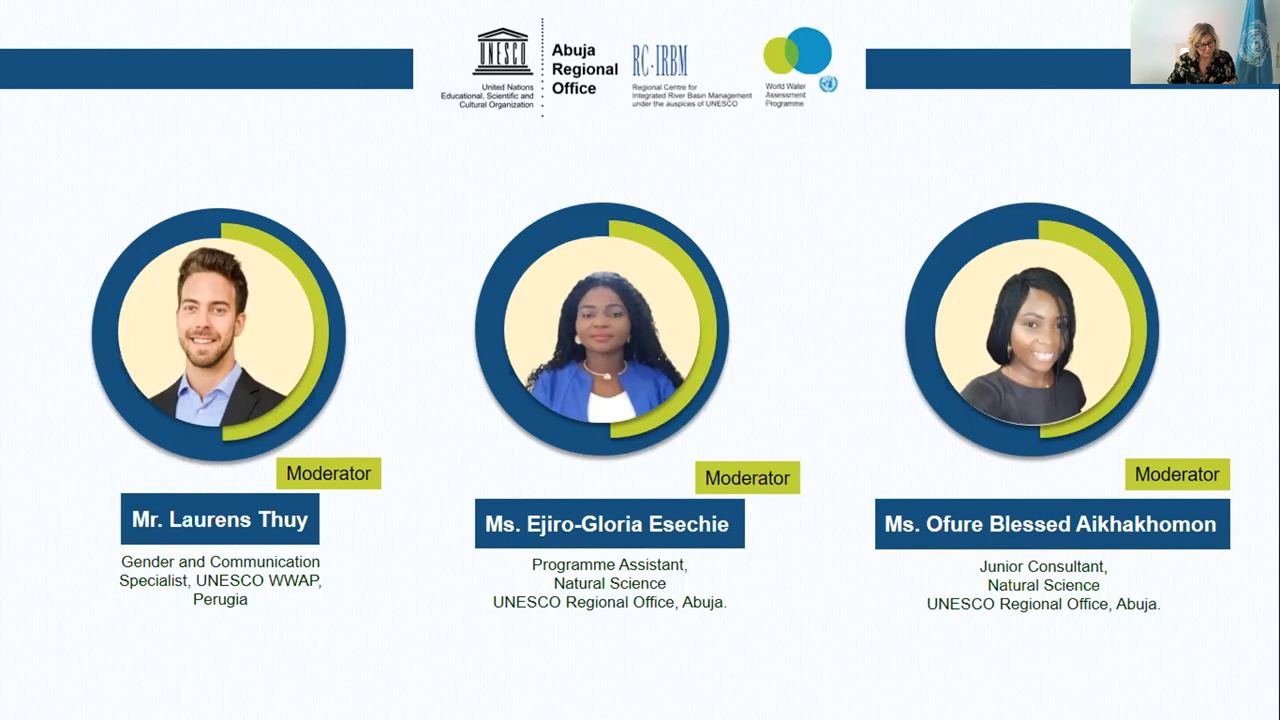 UNESCO
United Nations
Educational, Scientific and
Cultural Organization
Abuja
Regional
Office
RC-IRBM
Regional Centre for
Integrated River Basin Management
under the auspices of UNESCO
World Water
Assessment
Programme
Moderator
Mr. Laurens Thuy
Gender and Communication
Specialist, UNESCO WWAP,
Perugia
Moderator
Ms. Ejiro-Gloria Esechie
Programme Assistant,
Natural Science
UNESCO Regional Office, Abuja.
Moderator
Ms. Ofure Blessed Aikhakhomon
Junior Consultant,
Natural Science
UNESCO Regional Office, Abuja.